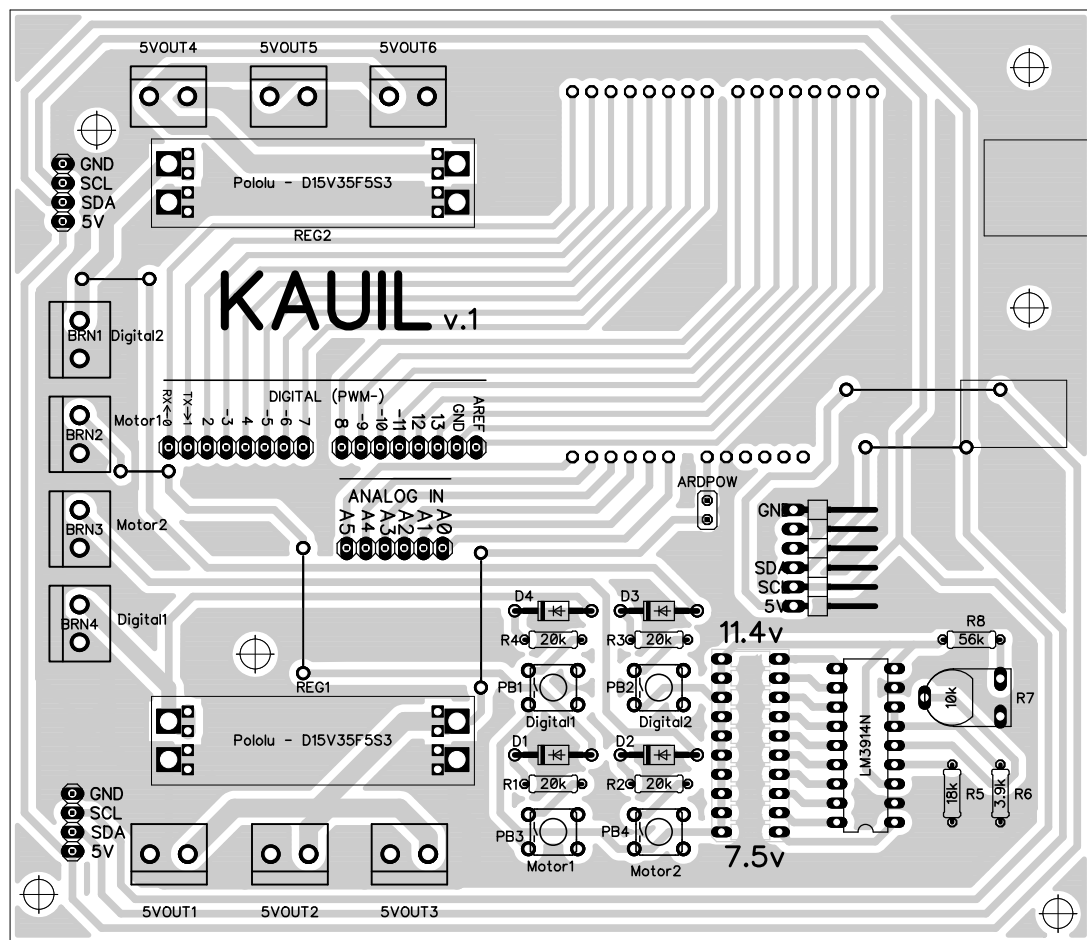 5VOUT4 5VOUT5 5VOUT6
GND
SCL
SDA
5V
Pololu - D15V35F5S3
REG2
KAUIL v.1
BRN1 Digital2
BRN2 Motor1
BRN3 Motor2
BRN4 Digital1
DIGITAL (PWM~)
RX<-0 TX->1 2 ~3 4 ~5 ~6 7 8 ~9 ~10 ~11 12 13 GND AREF
ANALOG IN
A5 A4 A3 A2 A1 A0
ARDPOW
GND
SDA
SCL
5V
D4 D3
R4 20k R3 20k
11.4v
R8
56k
PB1 PB2
Digital1 Digital2
10k R7
LM3914N
REG1
Pololu - D15V35F5S3
D1 D2
R1 20k R2 20k
18k R5 3.9k R6
PB3 PB4
Motor1 Motor2
7.5v
GND
SCL
SDA
5V
5VOUT1 5VOUT2 5VOUT3